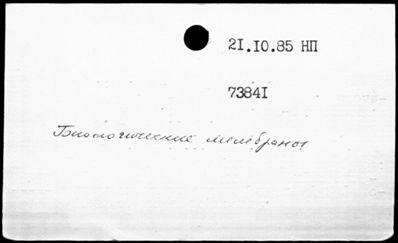 21.10.85 НП
73841
Биологические мембраны